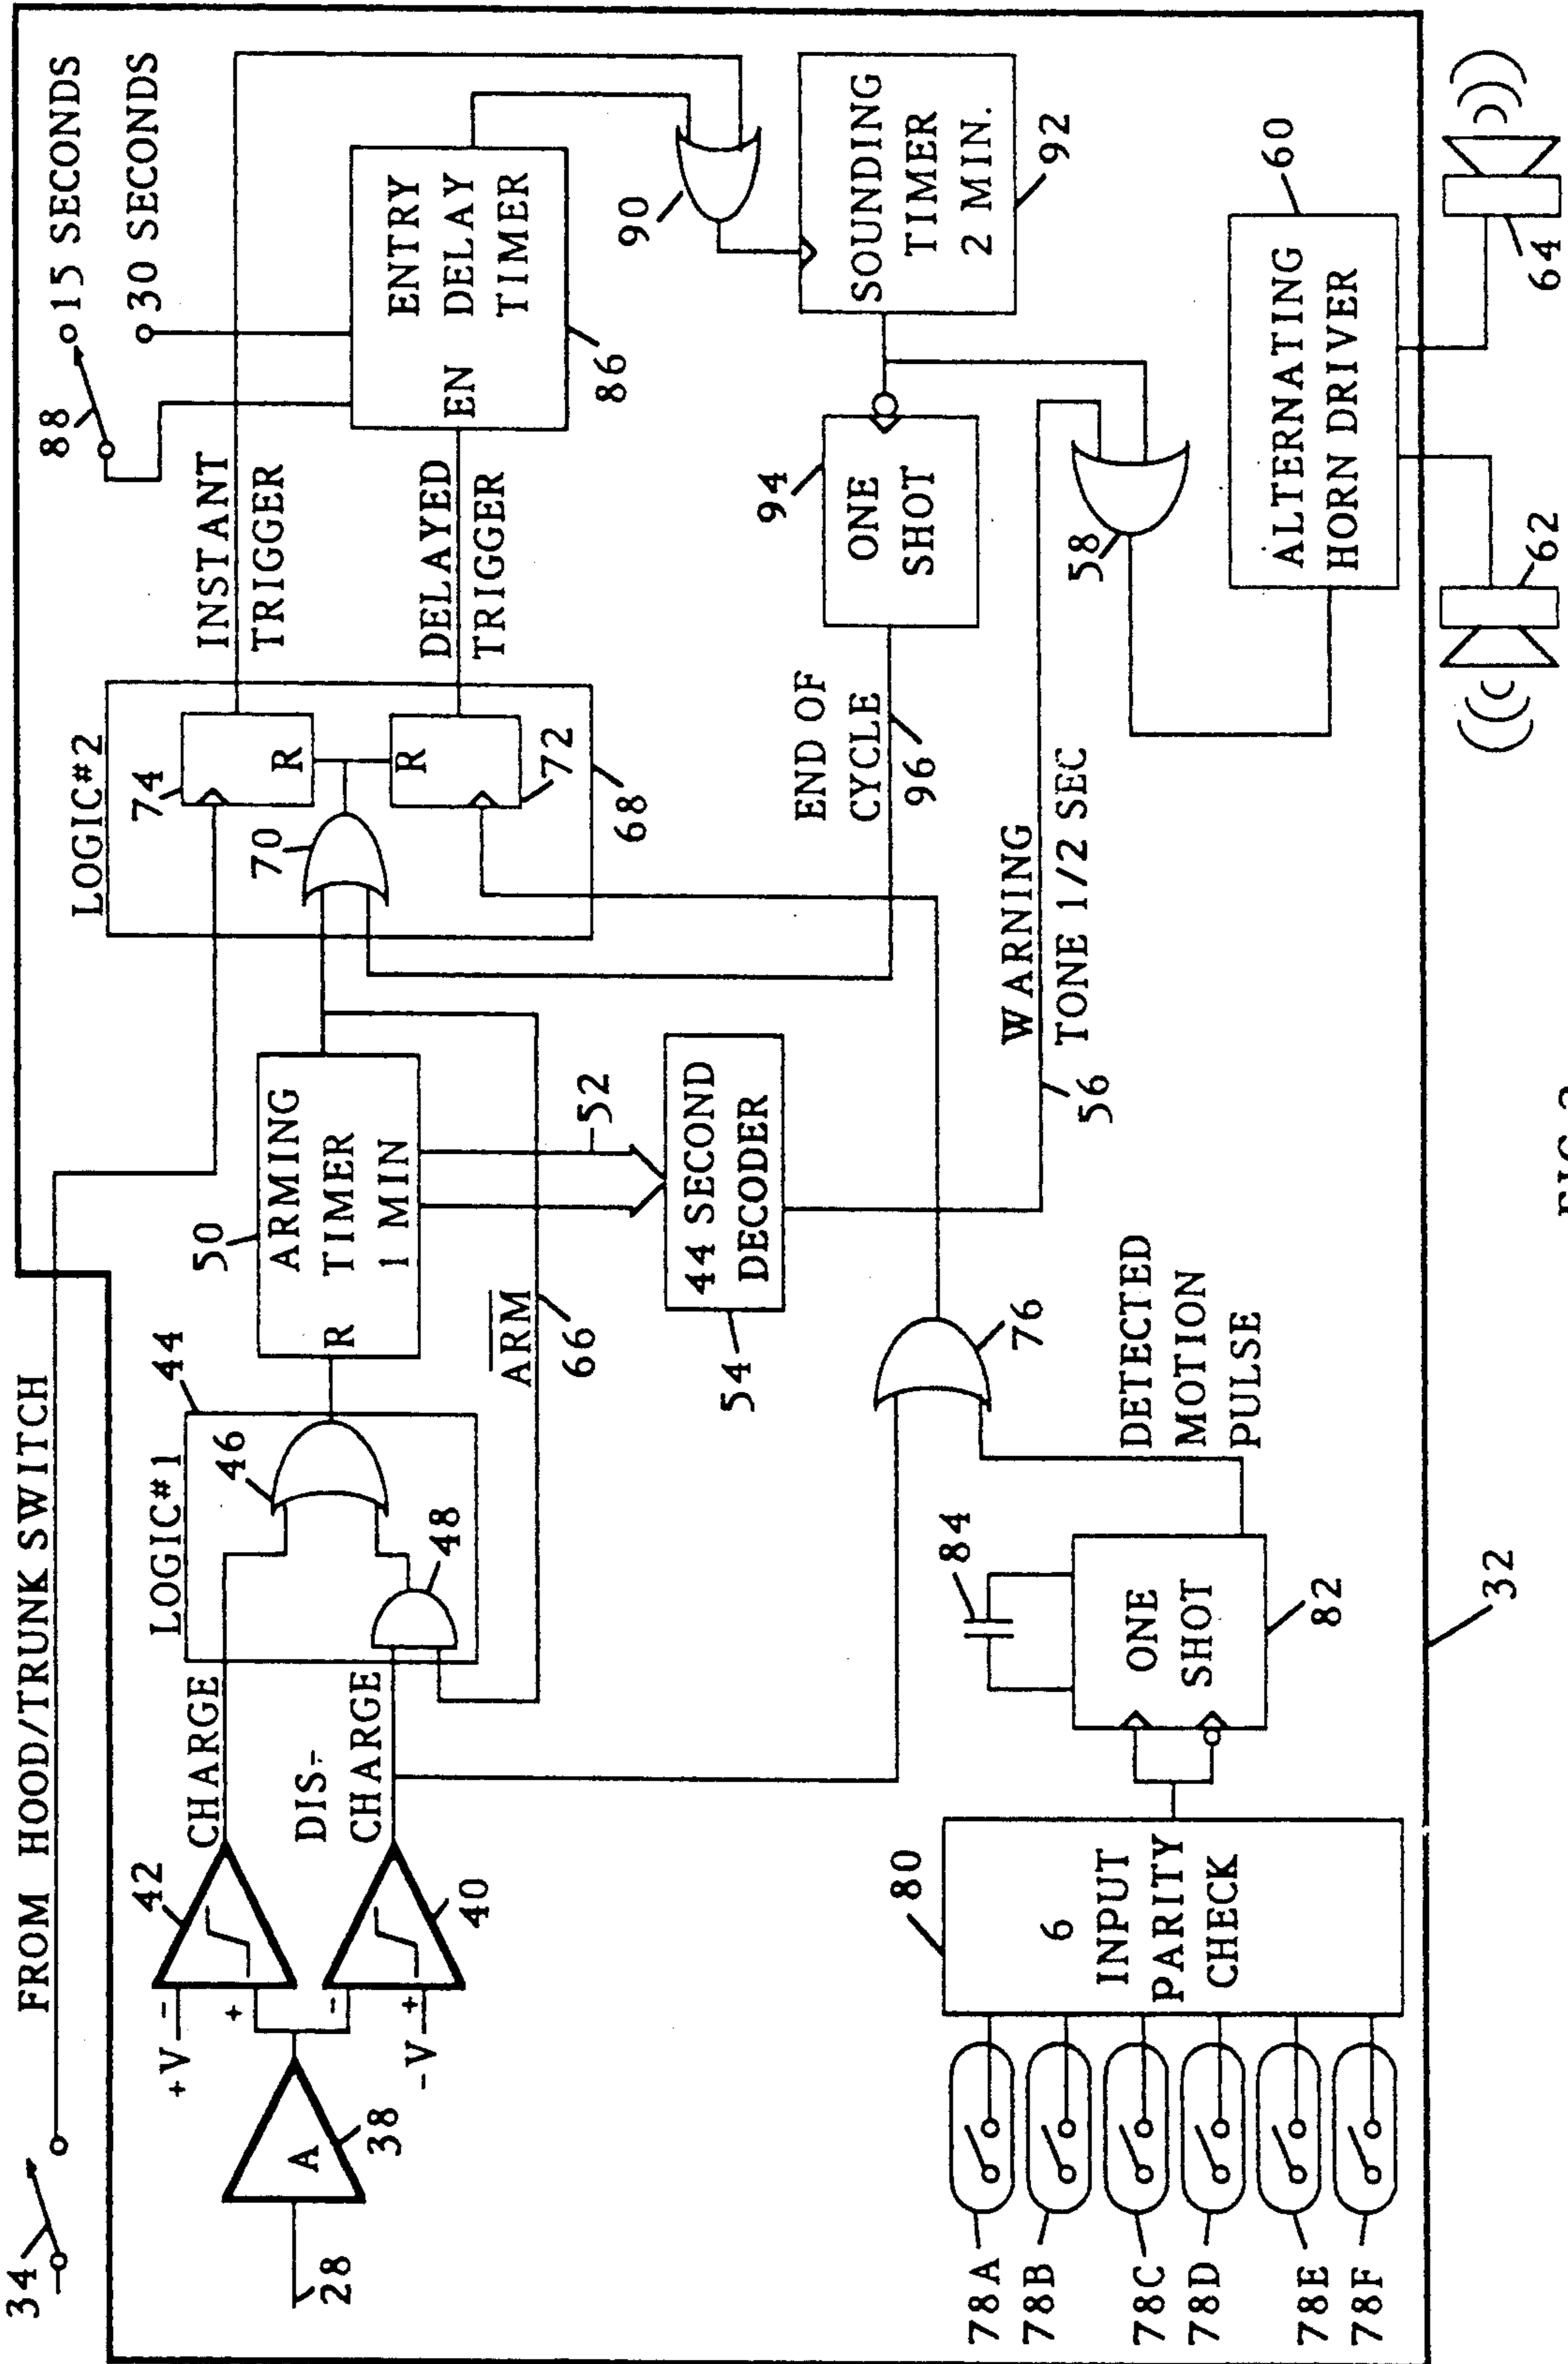 34
FROM HOOD/TRUNK SWITCH
88
15 SECONDS
30 SECONDS
28
A
38
+V
-
+
-
+
-V
42
40
CHARGE
DIS-
CHARGE
LOGIC#1
44
46
48
50
R
ARMING
TIMER
1 MIN
ARM
66
52
44 SECOND
DECODER
54
LOGIC#2
74
R
70
R
72
68
INSTANT
TRIGGER
DELAYED
TRIGGER
EN
ENTRY
DELAY
TIMER
86
90
SOUNDING
TIMER
2 MIN.
92
94
ONE
SHOT
END OF
CYCLE
96
WARNING
TONE 1/2 SEC
56
58
60
ALTERNATING
HORN DRIVER
62
64
76
DETECTED
MOTION
PULSE
84
ONE
SHOT
82
80
6
INPUT
PARITY
CHECK
78A
78B
78C
78D
78E
78F
32